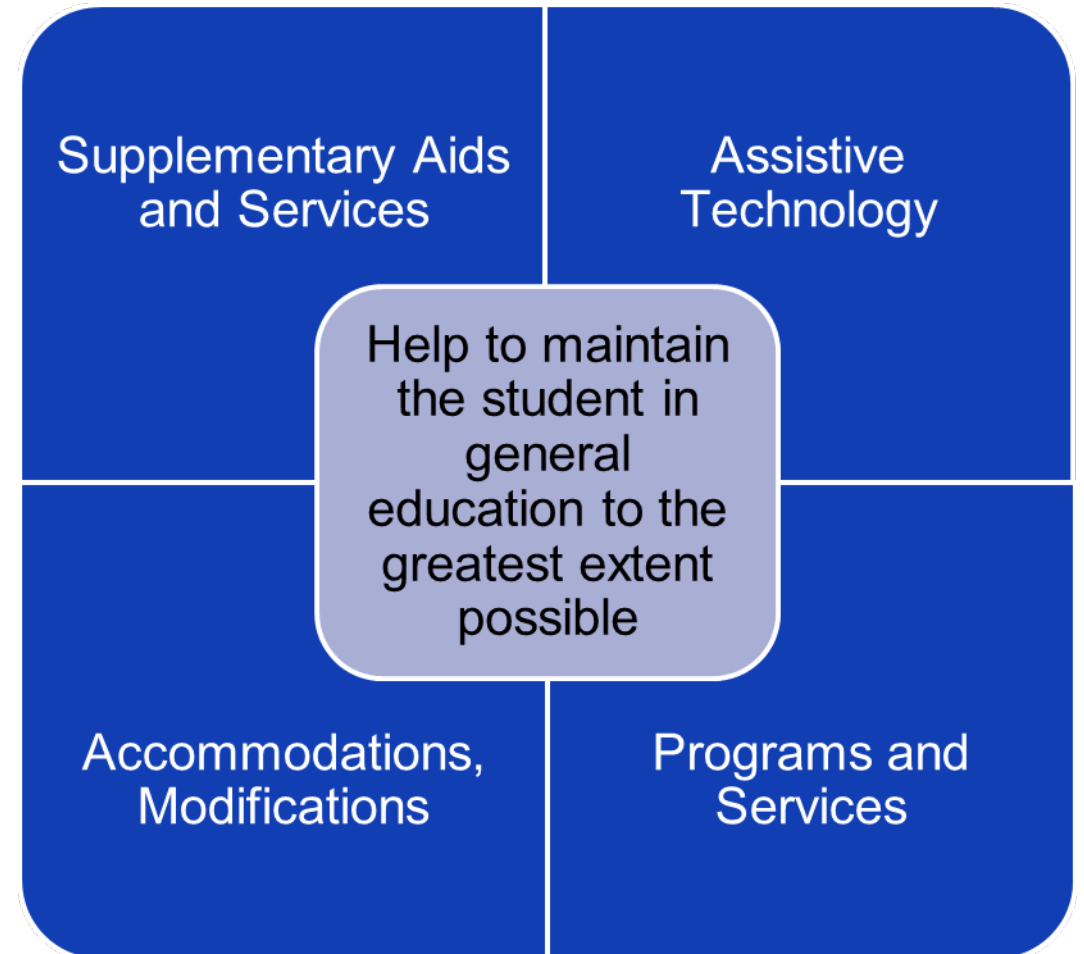 Supplementary Aids
and Services
Assistive
Technology
Help to maintain
the student in
general
education to the
greatest extent
possible
Accommodations,
Modifications
Programs and
Services